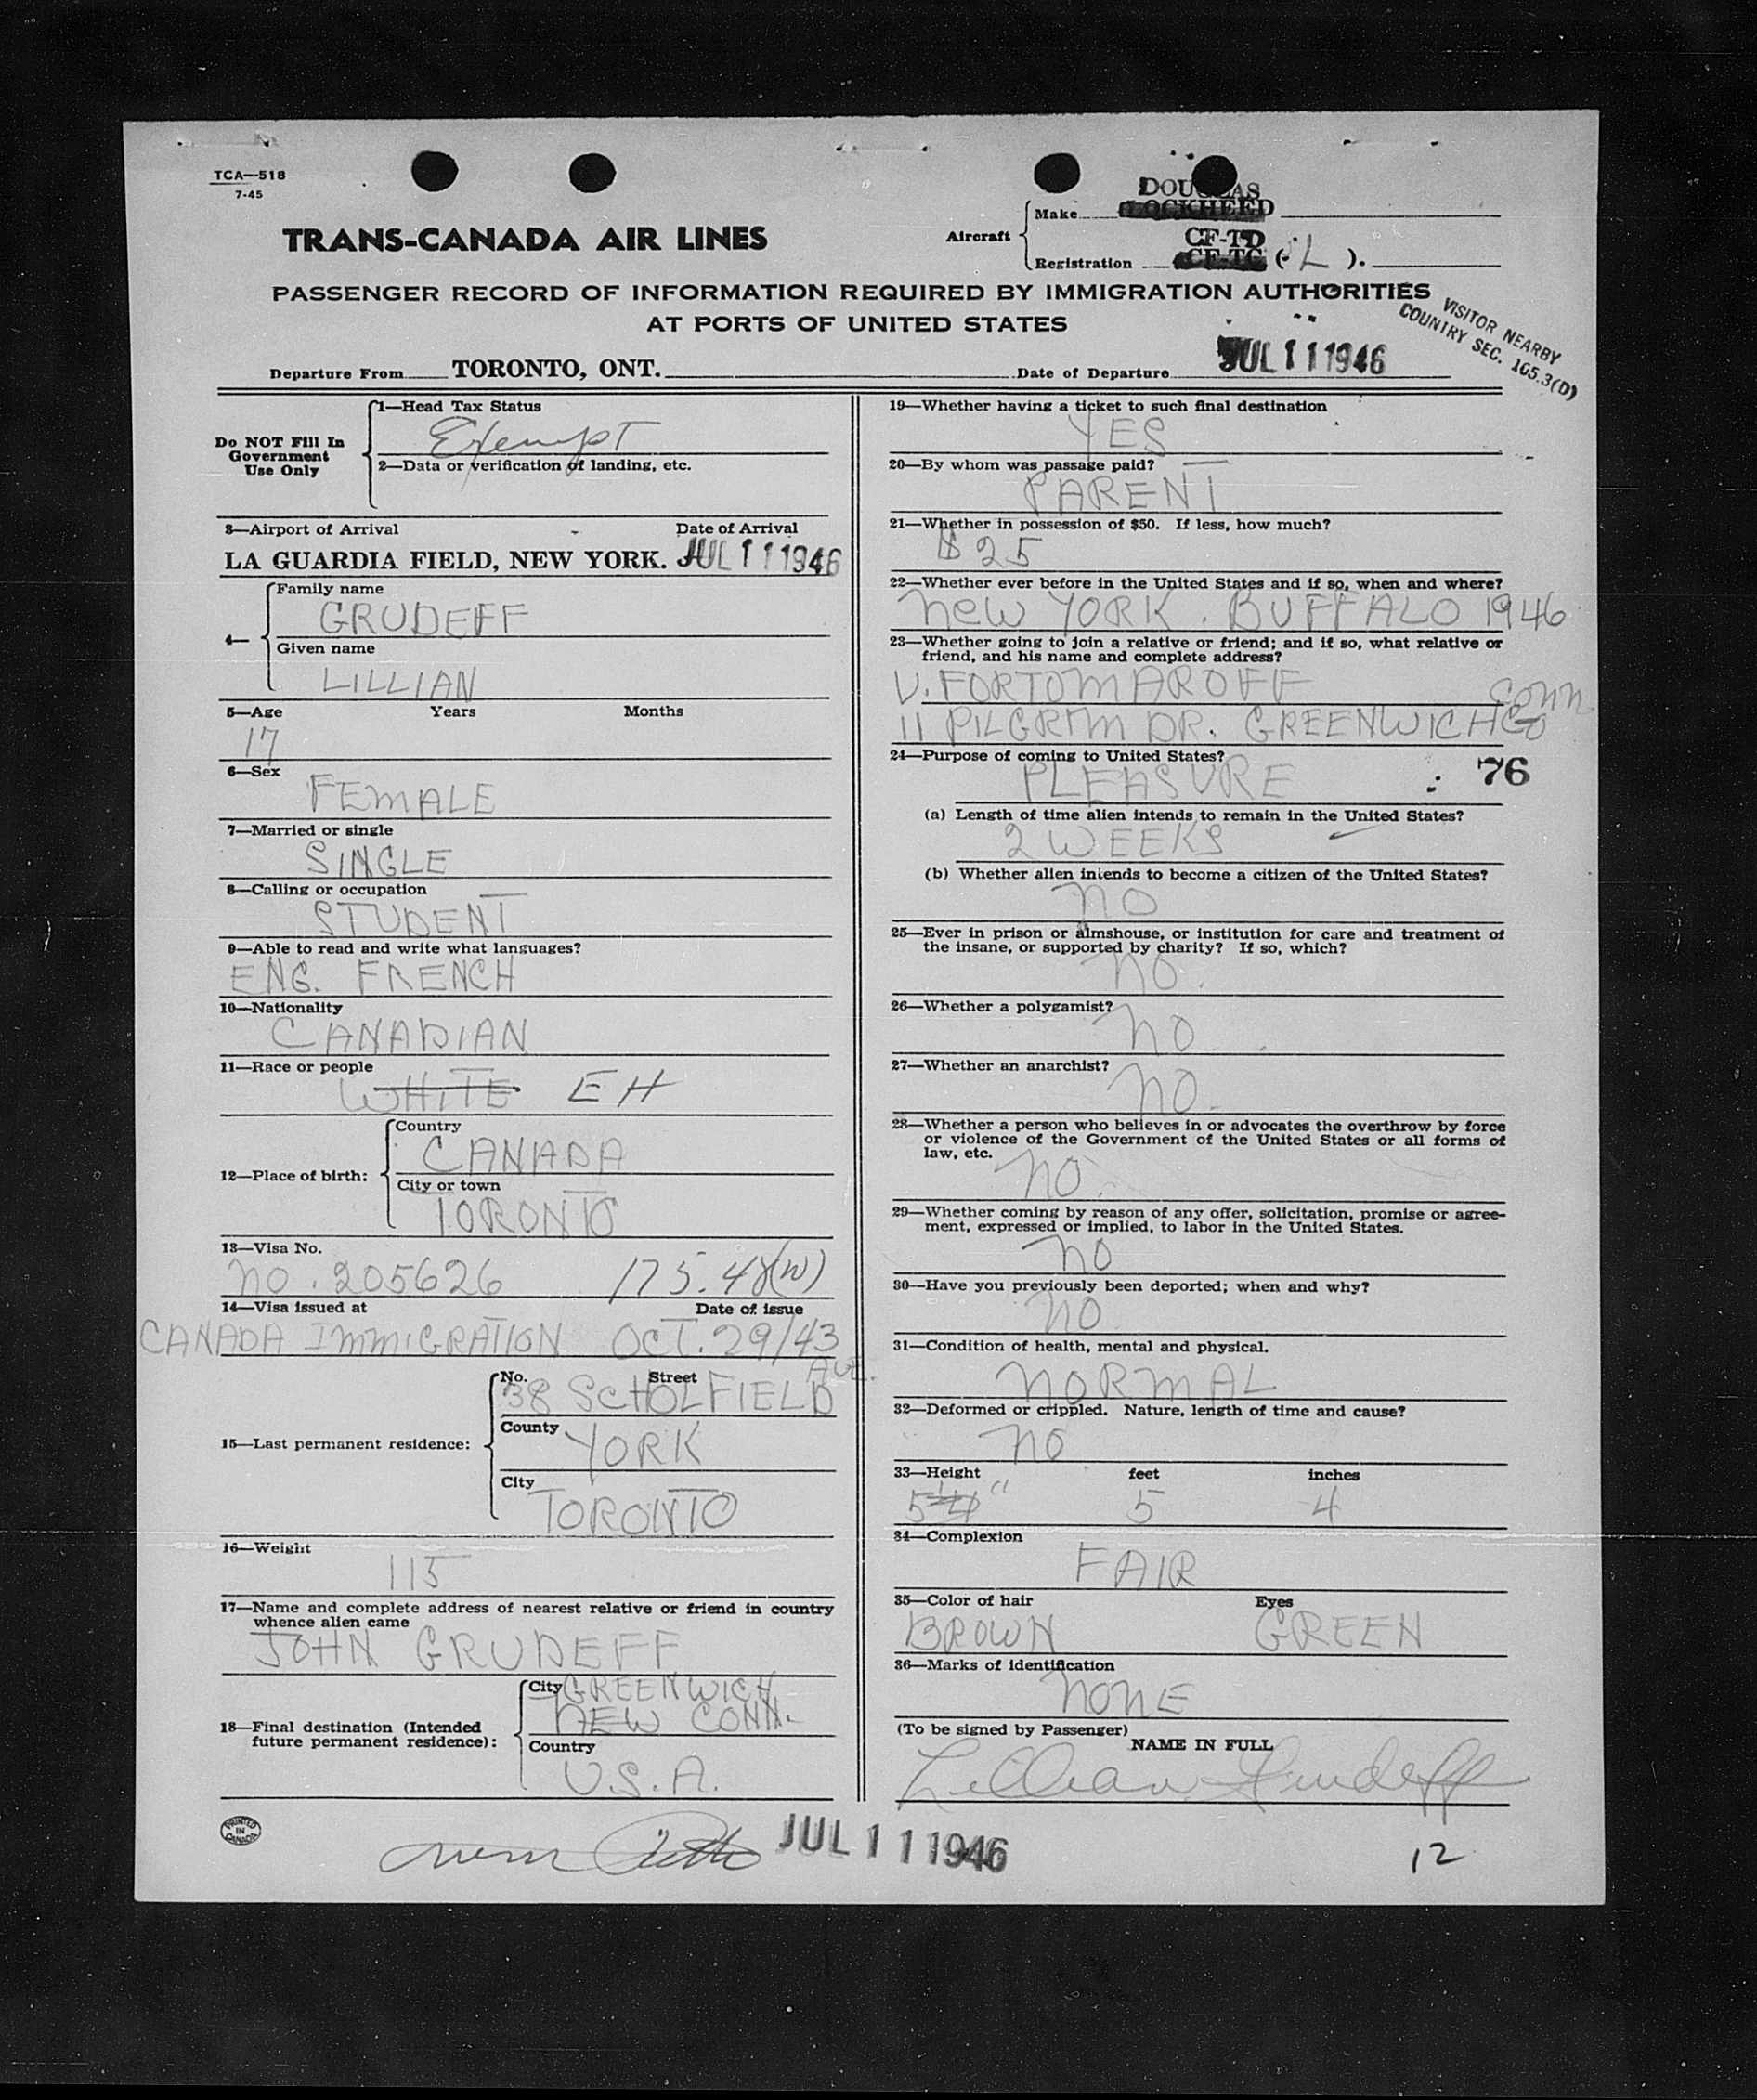 TCA—518
7-45
DOUGLAS
Make LOCKHEED
TRANS-CANADA AIR LINES
Aircraft
CF-TD
Registration CF-TC (- L ).
PASSENGER RECORD OF INFORMATION REQUIRED BY IMMIGRATION AUTHORITIES
AT PORTS OF UNITED STATES
VISITOR NEARBY
COUNTRY SEC. 165.3(D)
Departure From TORONTO, ONT. Date of Departure JUL 11 1946
1—Head Tax Status
Exempt
Do NOT Fill In
Government
Use Only
2—Data or verification of landing, etc.
3—Airport of Arrival Date of Arrival
LA GUARDIA FIELD, NEW YORK. JUL 11 1946
Family name
GRUDEFF
4—
Given name
LILLIAN
5—Age Years Months
17
6—Sex
FEMALE
7—Married or single
SINGLE
8—Calling or occupation
STUDENT
9—Able to read and write what languages?
ENG. FRENCH
10—Nationality
CANADIAN
11—Race or people
WHITE EH
Country
CANADA
12—Place of birth:
City or town
TORONTO
13—Visa No.
NO. 205626 175.48(W)
14—Visa issued at Date of issue
CANADA IMMIGRATION OCT. 29/43
No. Street AVE.
38 SCHOLFIELD
County
YORK
15—Last permanent residence:
City
TORONTO
16—Weight
115
17—Name and complete address of nearest relative or friend in country
whence alien came
JOHN GRUDEFF
City GREENWICH
NEW CONN.
18—Final destination (Intended
future permanent residence):
Country
U.S.A.
PRINTED
IN
CANADA
JUL 11 1946
19—Whether having a ticket to such final destination
YES
20—By whom was passage paid?
PARENT
21—Whether in possession of $50. If less, how much?
$25
22—Whether ever before in the United States and if so, when and where?
NEW YORK. BUFFALO 1946
23—Whether going to join a relative or friend; and if so, what relative or
friend, and his name and complete address?
V. FORTOMAROFF
Conn.
11 PILGRIM DR. GREENWICH CO
24—Purpose of coming to United States?
PLEASURE
76
(a) Length of time alien intends to remain in the United States?
2 WEEKS
(b) Whether alien intends to become a citizen of the United States?
NO
25—Ever in prison or almshouse, or institution for care and treatment of
the insane, or supported by charity? If so, which?
NO.
26—Whether a polygamist?
NO
27—Whether an anarchist?
NO.
28—Whether a person who believes in or advocates the overthrow by force
or violence of the Government of the United States or all forms of
law, etc.
NO.
29—Whether coming by reason of any offer, solicitation, promise or agree-
ment, expressed or implied, to labor in the United States.
NO
30—Have you previously been deported; when and why?
NO
31—Condition of health, mental and physical.
NORMAL
32—Deformed or crippled. Nature, length of time and cause?
NO
33—Height feet inches
5'4" 5 4
34—Complexion
FAIR
35—Color of hair Eyes
BROWN GREEN
36—Marks of identification
NONE
(To be signed by Passenger)
NAME IN FULL
Lillian Grudeff
12